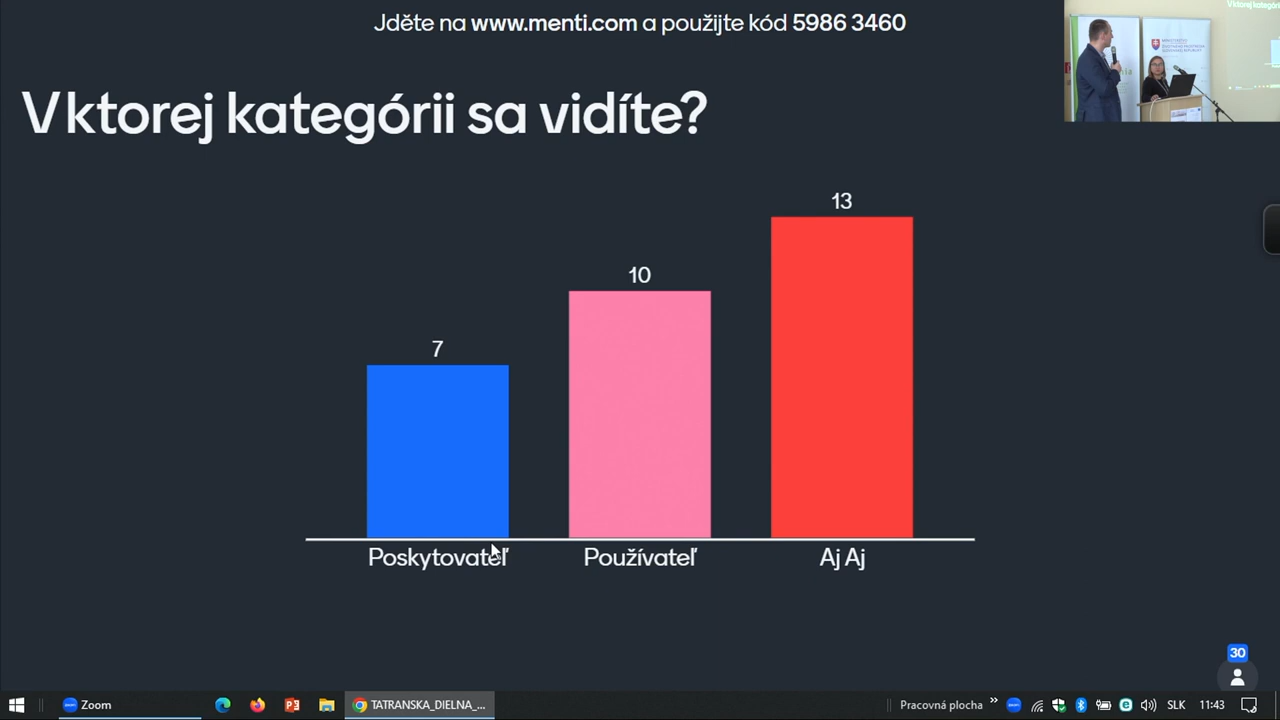 Jděte na www.menti.com a použijte kód 5986 3460
V ktorej kategórii sa vidíte?
13
10
7
Poskytovateľ
Používateľ
Aj Aj
30
Zoom
TATRANSKA_DIELNA_...
Pracovná plocha
SLK
11:43